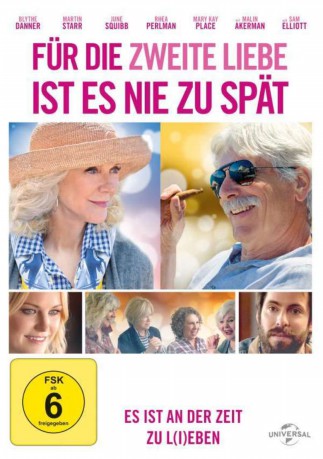 BLYTHE DANNER MARTIN STARR JUNE SQUIBB RHEA PERLMAN MARY KAY PLACE MALIN AKERMAN SAM ELLIOTT
FÜR DIE ZWEITE LIEBE
IST ES NIE ZU SPÄT
FSK
ab 6
freigegeben
ES IST AN DER ZEIT
ZU L(I)EBEN
UNIVERSAL